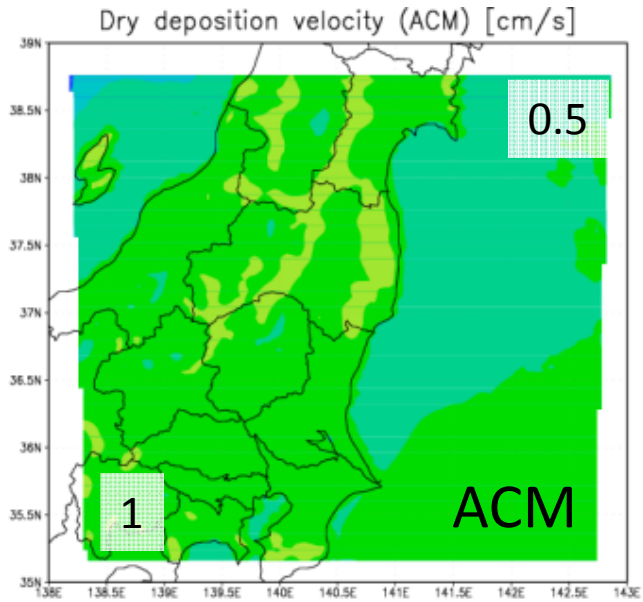 Dry deposition velocity (ACM) [cm/s]
39N
38.5N
0.5
38N
37.5N
37N
36.5N
36N
35.5N
1
ACM
35N
138E 138.5E 139E 139.5E 140E 140.5E 141E 141.5E 142E 142.5E 143E